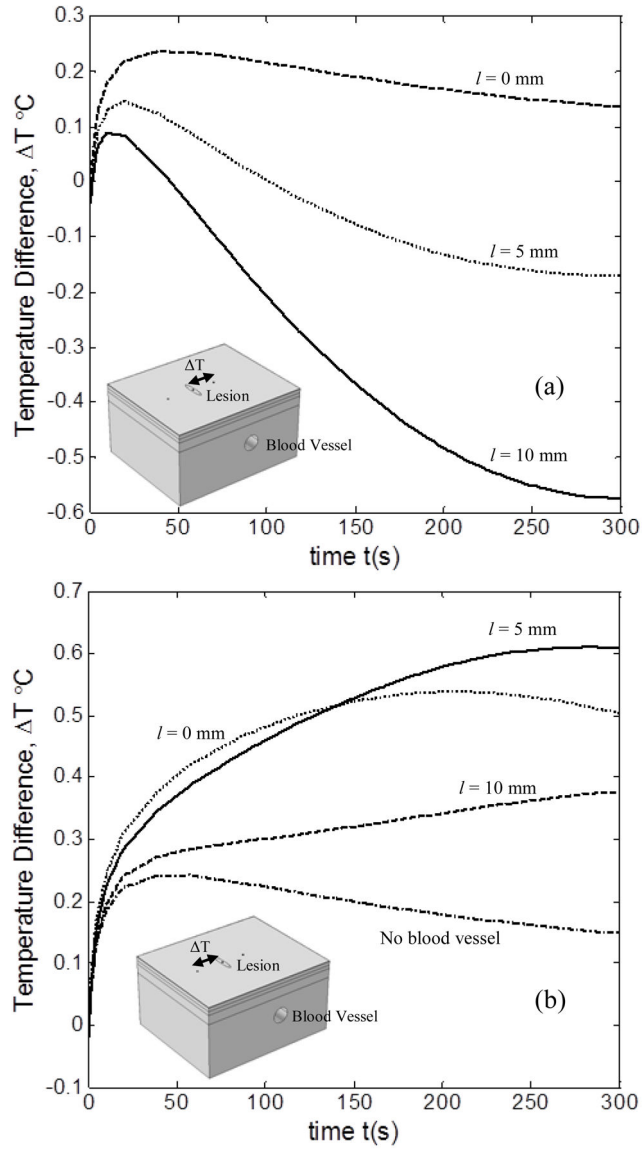 0.3
0.2
0.1
0
-0.1
-0.2
-0.3
-0.4
-0.5
-0.6
Temperature Difference, ΔT °C
l = 0 mm
l = 5 mm
l = 10 mm
ΔT
Lesion
Blood Vessel
(a)
0 50 100 150 200 250 300
time t(s)
0.7
0.6
0.5
0.4
0.3
0.2
0.1
0
-0.1
Temperature Difference, ΔT °C
l = 5 mm
l = 0 mm
l = 10 mm
No blood vessel
ΔT
Lesion
Blood Vessel
(b)
0 50 100 150 200 250 300
time t(s)